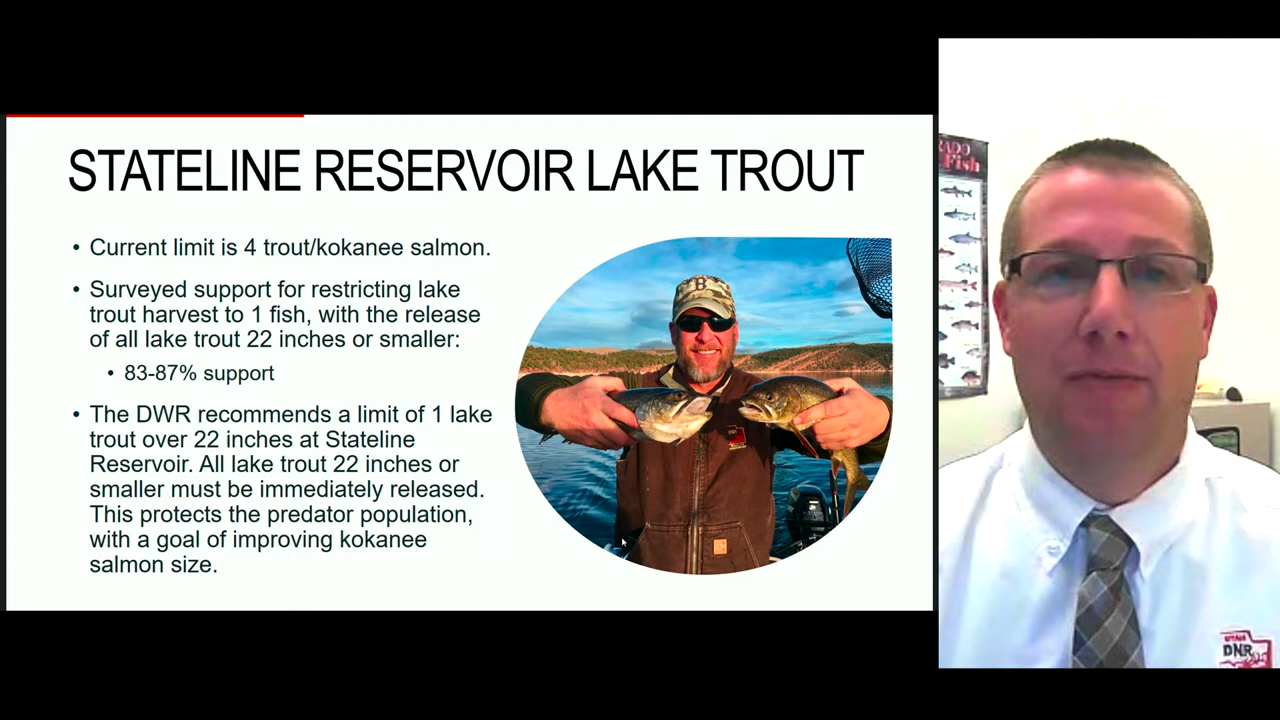 STATELINE RESERVOIR LAKE TROUT
• Current limit is 4 trout/kokanee salmon.
• Surveyed support for restricting lake
trout harvest to 1 fish, with the release
of all lake trout 22 inches or smaller:
• 83-87% support
• The DWR recommends a limit of 1 lake
trout over 22 inches at Stateline
Reservoir. All lake trout 22 inches or
smaller must be immediately released.
This protects the predator population,
with a goal of improving kokanee
salmon size.
B
RADO
Fish
UTAH
DNR